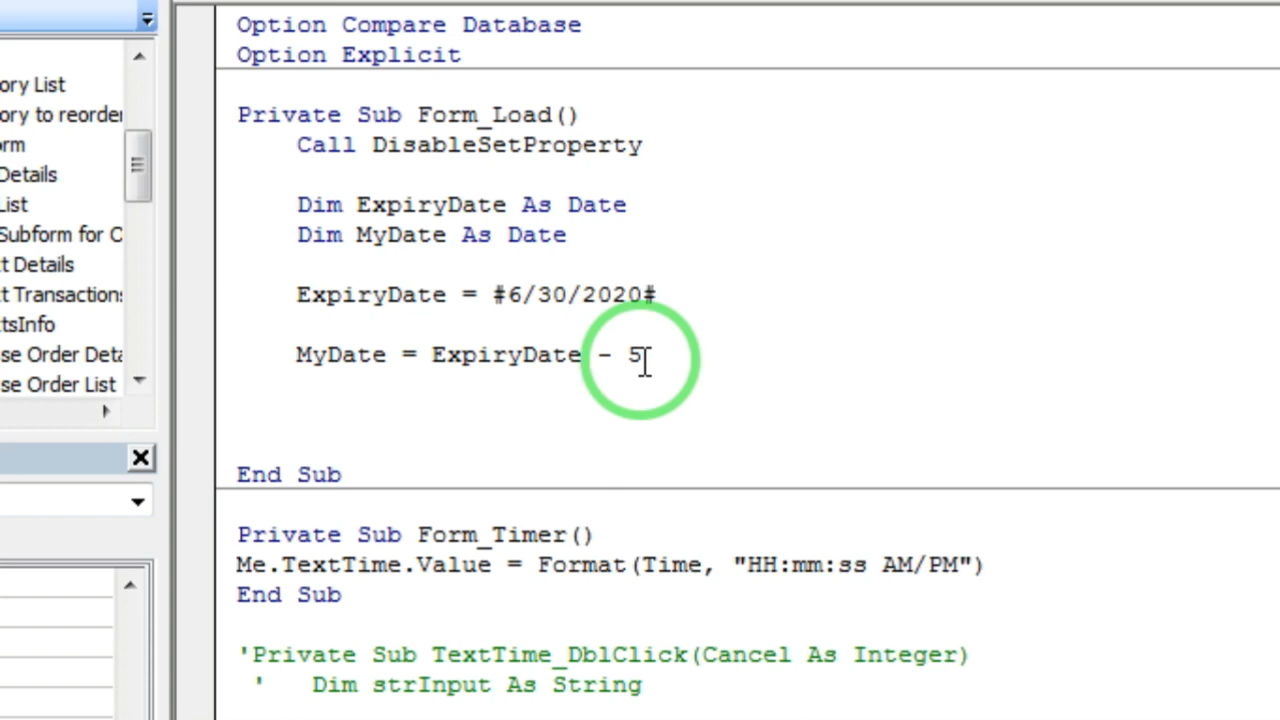 ory List
ory to reorder
orm
Details
List
Subform for O
t Details
t Transactions
tsInfo
se Order Deta
se Order List
Option Compare Database
Option Explicit
Private Sub Form_Load()
Call DisableSetProperty
Dim ExpiryDate As Date
Dim MyDate As Date
ExpiryDate = #6/30/2020#
MyDate = ExpiryDate - 5
End Sub
Private Sub Form_Timer()
Me.TextTime.Value = Format(Time, "HH:mm:ss AM/PM")
End Sub
'Private Sub TextTime_DblClick(Cancel As Integer)
' Dim strInput As String